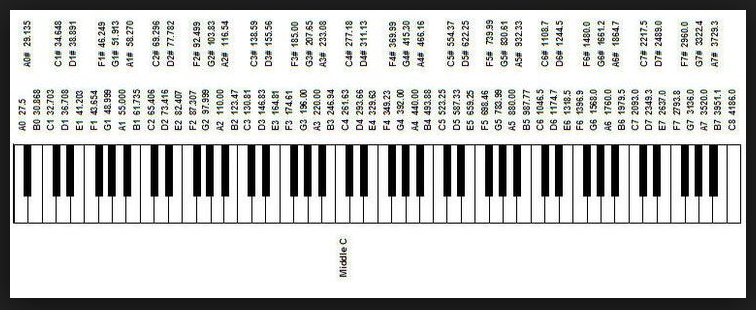 A0# 29.135
C1# 34.648
D1# 38.891
F1# 46.249
G1# 51.913
A1# 58.270
C2# 69.296
D2# 77.782
F2# 92.499
G2# 103.83
A2# 116.54
C3# 138.59
D3# 155.56
F3# 185.00
G3# 207.65
A3# 233.08
C4# 277.18
D4# 311.13
F4# 369.99
G4# 415.30
A4# 466.16
C5# 554.37
D5# 622.25
F5# 739.99
G5# 830.61
A5# 932.33
C6# 1108.7
D6# 1244.5
F6# 1480.0
G6# 1661.2
A6# 1864.7
C7# 2217.5
D7# 2489.0
F7# 2960.0
G7# 3322.4
A7# 3729.3
A0 27.5
B0 30.868
C1 32.703
D1 36.708
E1 41.203
F1 43.654
G1 48.999
A1 55.000
B1 61.735
C2 65.406
D2 73.416
E2 82.407
F2 87.307
G2 97.999
A2 110.00
B2 123.47
C3 130.81
D3 146.83
E3 164.81
F3 174.61
G3 196.00
A3 220.00
B3 246.94
C4 261.63
D4 293.66
E4 329.63
F4 349.23
G4 392.00
A4 440.00
B4 493.88
C5 523.25
D5 587.33
E5 659.25
F5 698.46
G5 783.99
A5 880.00
B5 987.77
C6 1046.5
D6 1174.7
E6 1318.5
F6 1396.9
G6 1568.0
A6 1760.0
B6 1979.5
C7 2093.0
D7 2349.3
E7 2637.0
F7 2793.8
G7 3136.0
A7 3520.0
B7 3951.1
C8 4186.0
Middle C